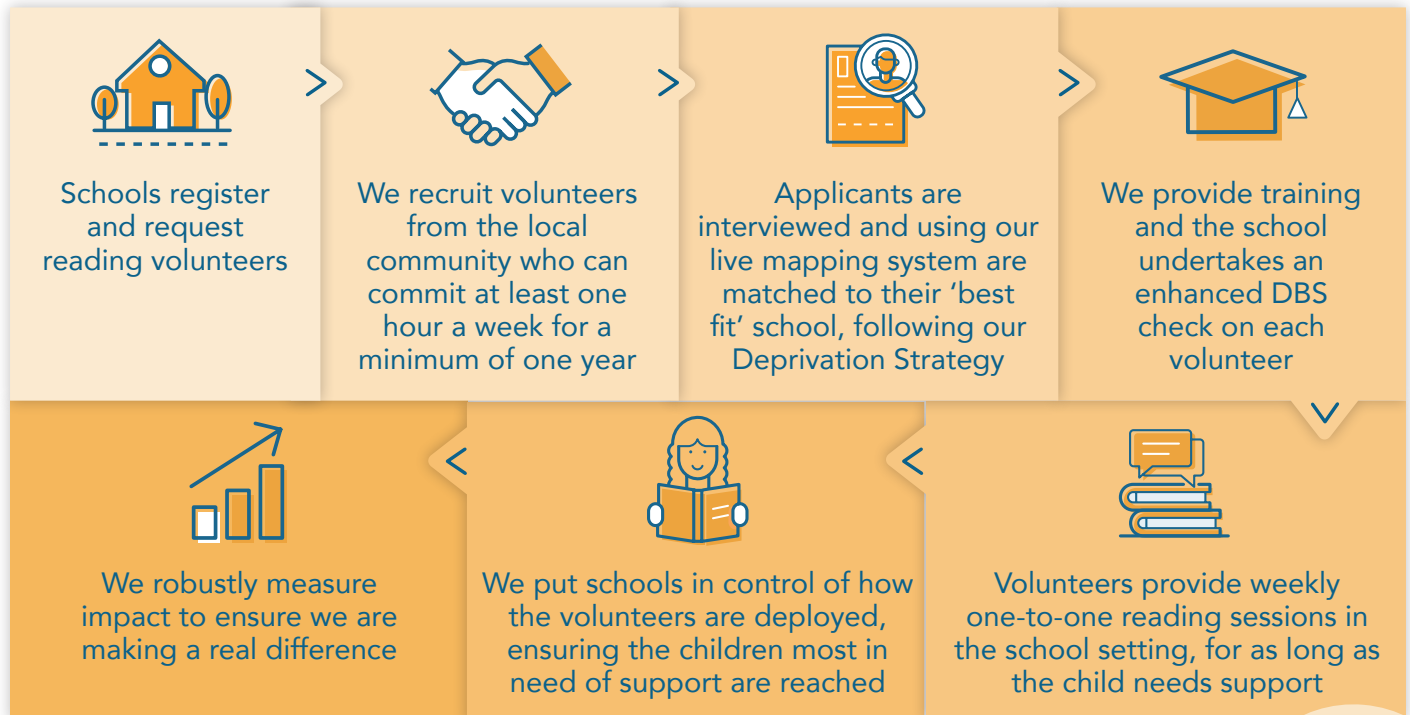 Schools register
and request
reading volunteers
We recruit volunteers
from the local
community who can
commit at least one
hour a week for a
minimum of one year
Applicants are
interviewed and using our
live mapping system are
matched to their ‘best
fit’ school, following our
Deprivation Strategy
We provide training
and the school
undertakes an
enhanced DBS
check on each
volunteer
Volunteers provide weekly
one-to-one reading sessions in
the school setting, for as long as
the child needs support
We put schools in control of how
the volunteers are deployed,
ensuring the children most in
need of support are reached
We robustly measure
impact to ensure we are
making a real difference